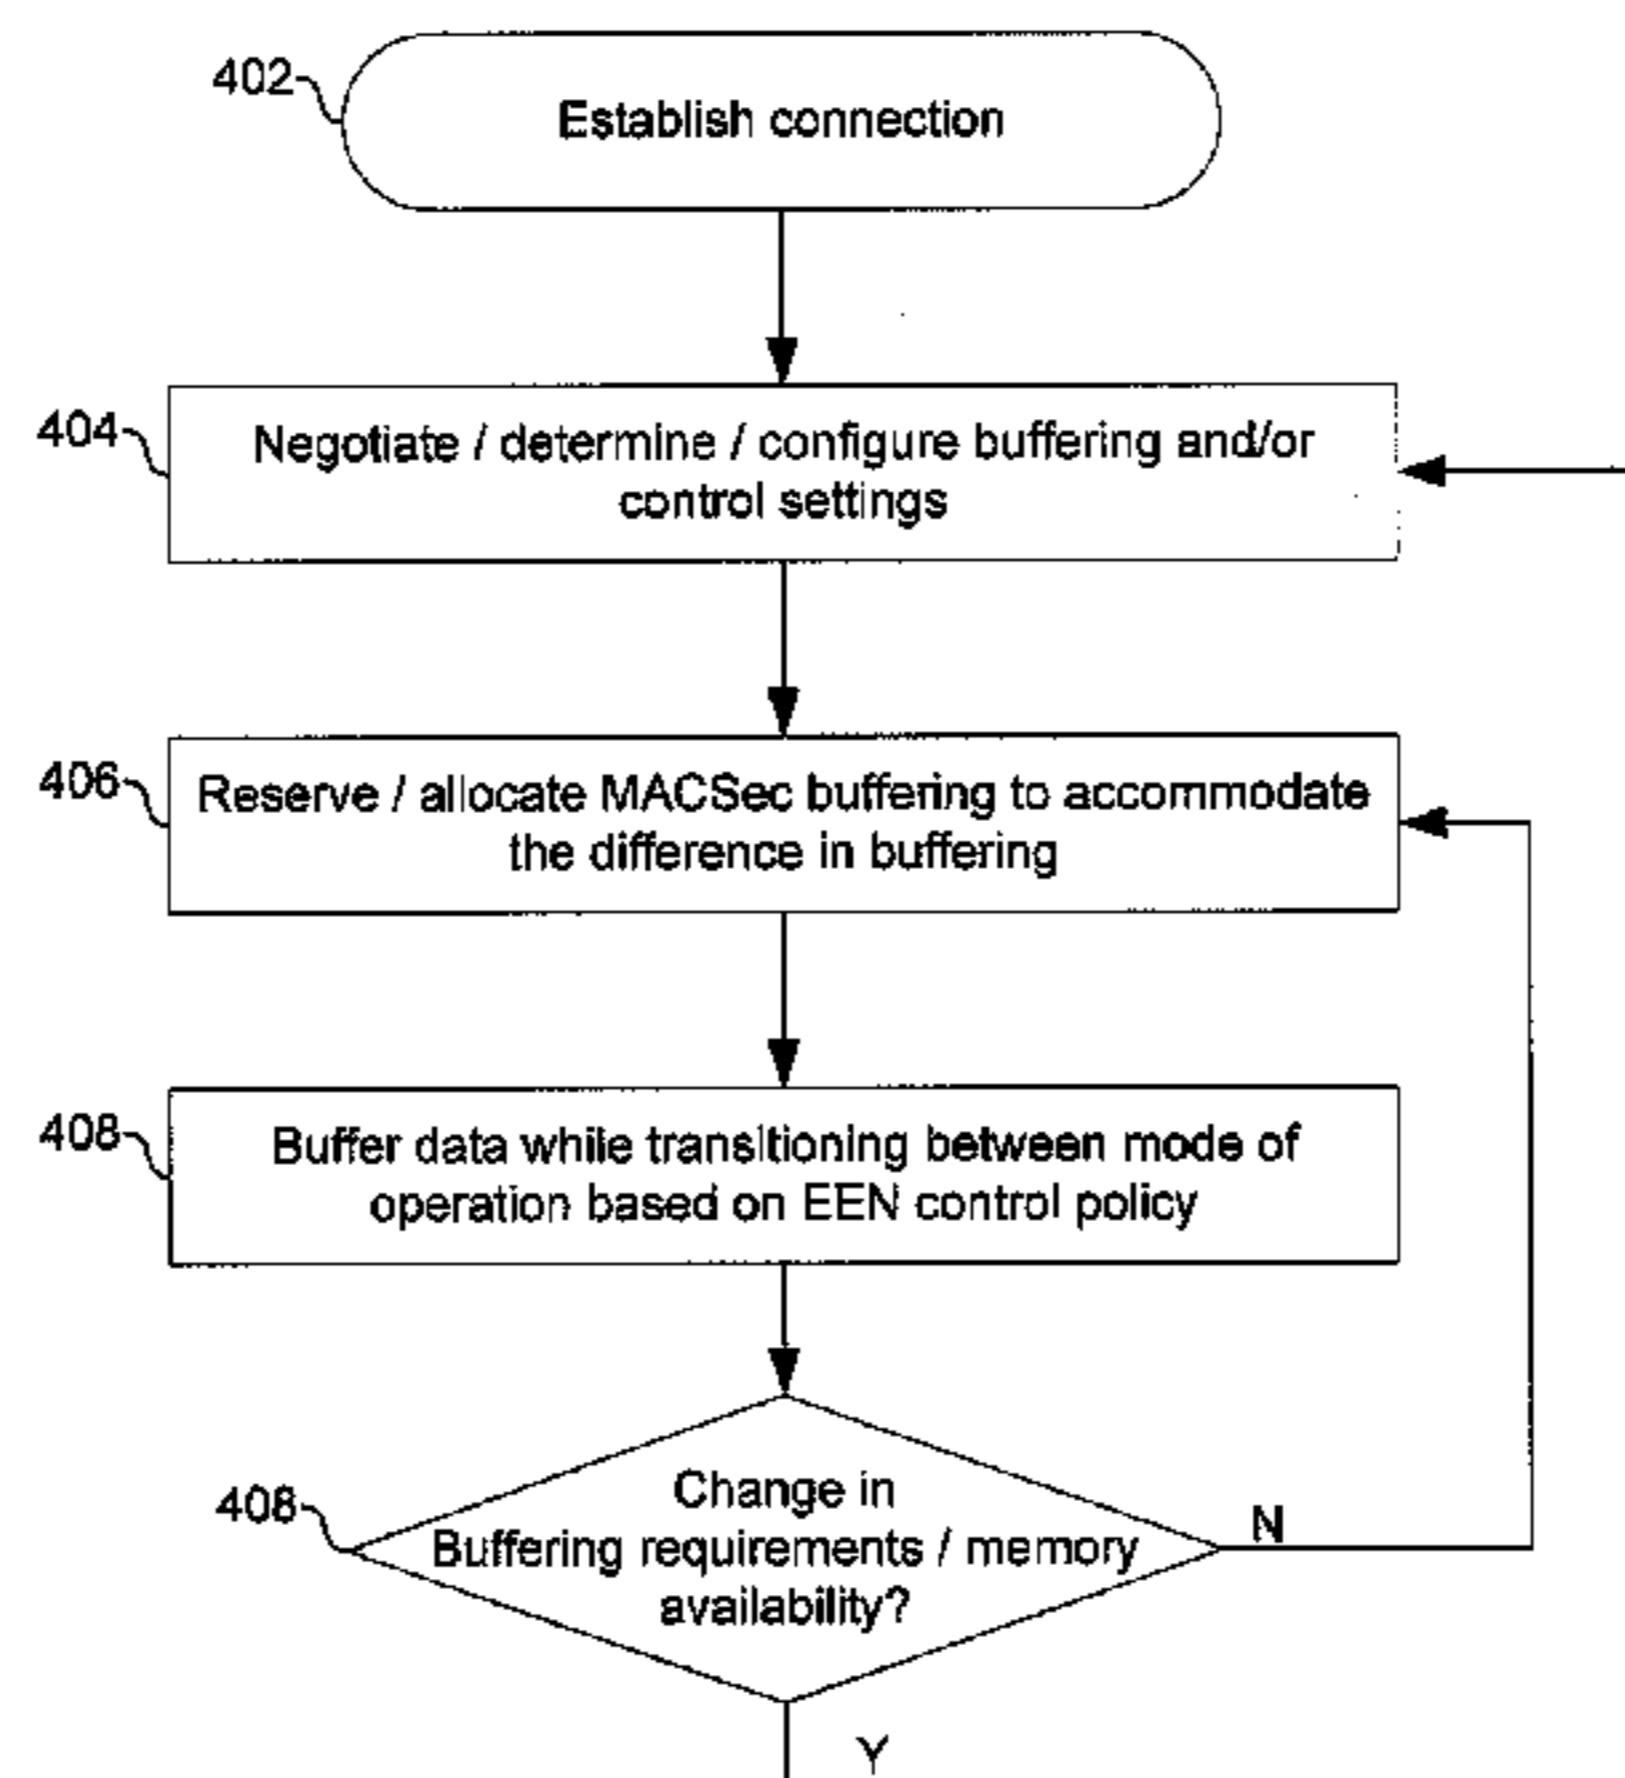 402
Establish connection
404
Negotiate / determine / configure buffering and/or
control settings
406
Reserve / allocate MACSec buffering to accommodate
the difference in buffering
408
Buffer data while transitioning between mode of
operation based on EEN control policy
408
Change in
Buffering requirements / memory
availability?
N
Y